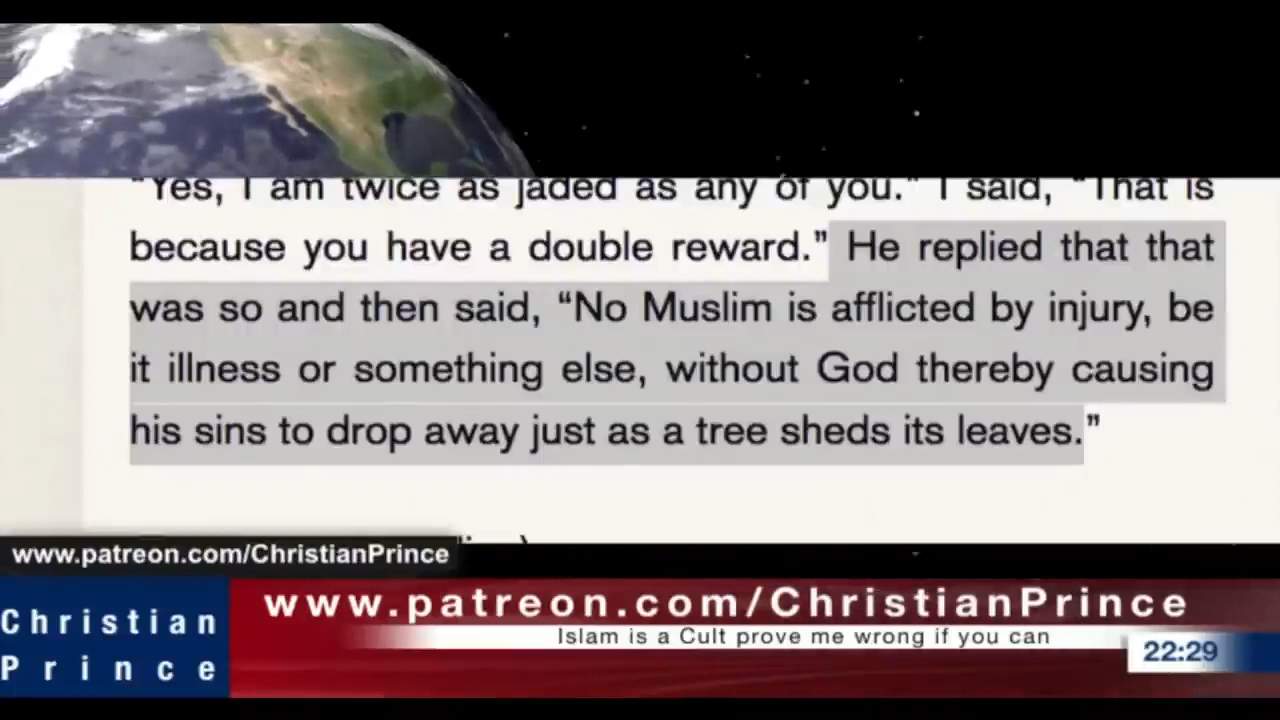 "Yes, I am twice as jaded as any of you." I said, "That is
because you have a double reward." He replied that that
was so and then said, “No Muslim is afflicted by injury, be
it illness or something else, without God thereby causing
his sins to drop away just as a tree sheds its leaves.”
www.patreon.com/ChristianPrince
www.patreon.com/ChristianPrince
Islam is a Cult prove me wrong if you can
Christian
Prince
22:29